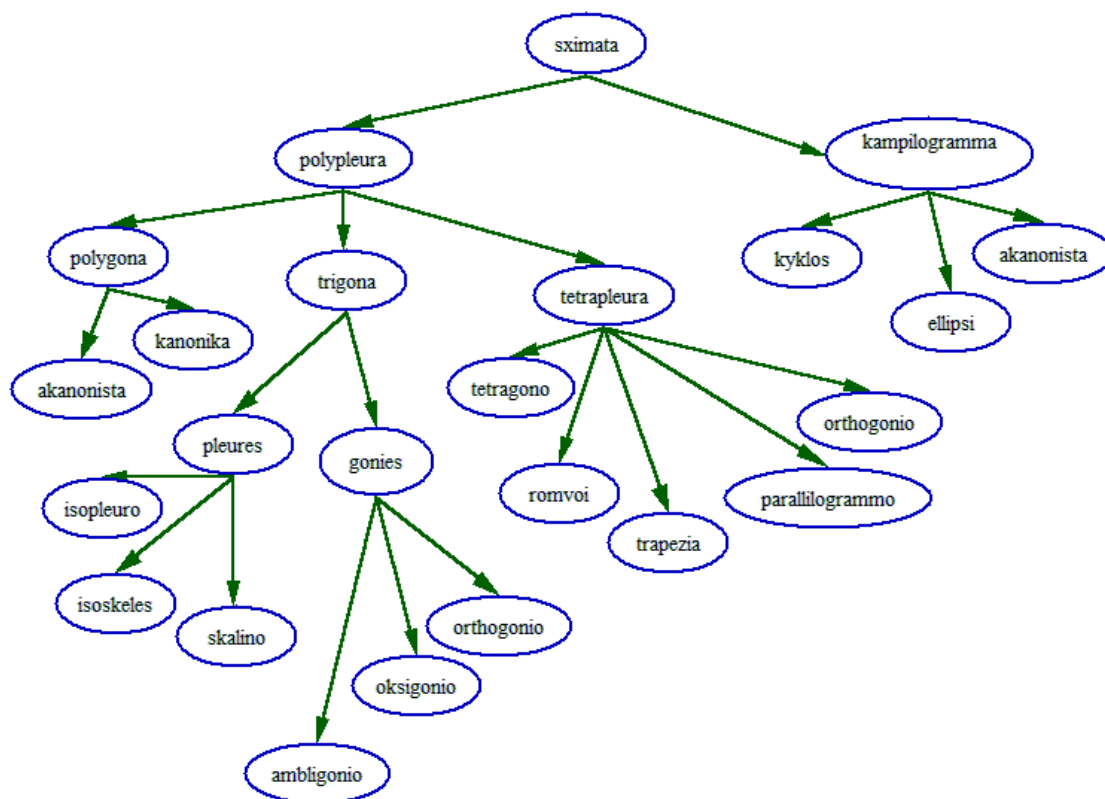 sximata
polypleura
kampilogramma
polygona
trigona
tetrapleura
kyklos
akanonista
ellipsi
kanonika
akanonista
pleures
gonies
tetragono
orthogonio
romvoi
parallilogrammo
trapezia
isopleuro
isoskeles
skalino
orthogonio
oksigonio
ambligonio